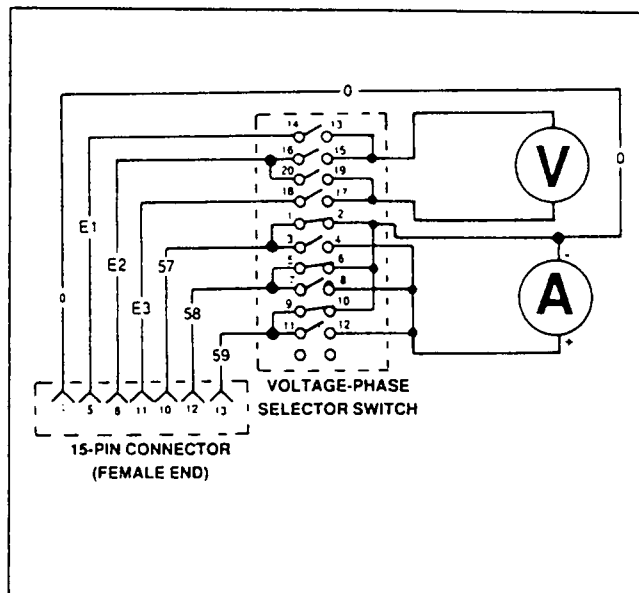 0
14 13
16 15
20 19
18 17
1 2
3 4
5 6
7 8
9 10
11 12
V
0
A
-
+
0
E1
E2
E3
57
58
59
5 11 10 12 13
VOLTAGE-PHASE
SELECTOR SWITCH
15-PIN CONNECTOR
(FEMALE END)